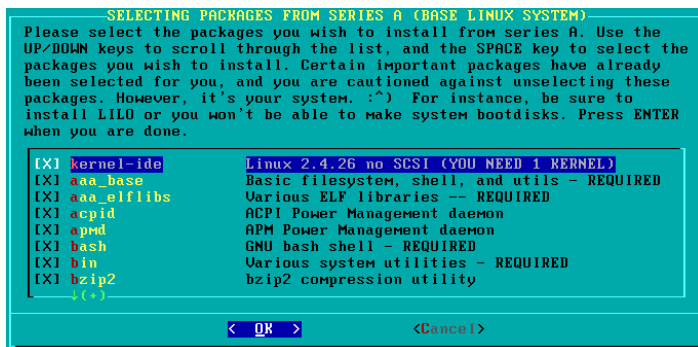 SELECTING PACKAGES FROM SERIES A (BASE LINUX SYSTEM)
Please select the packages you wish to install from series A. Use the
UP/DOWN keys to scroll through the list, and the SPACE key to select the
packages you wish to install. Certain important packages have already
been selected for you, and you are cautioned against unselecting these
packages. However, it's your system. :^)  For instance, be sure to
install LILO or you won't be able to make system bootdisks. Press ENTER
when you are done.
[X] kernel-ide Linux 2.4.26 no SCSI (YOU NEED 1 KERNEL)
[X] aaa_base Basic filesystem, shell, and utils - REQUIRED
[X] aaa_elflibs Various ELF libraries -- REQUIRED
[X] acpid ACPI Power Management daemon
[X] apmd APM Power Management daemon
[X] bash GNU bash shell - REQUIRED
[X] bin Various system utilities - REQUIRED
[X] bzip2 bzip2 compression utility
↓(+)
< OK > <Cancel>